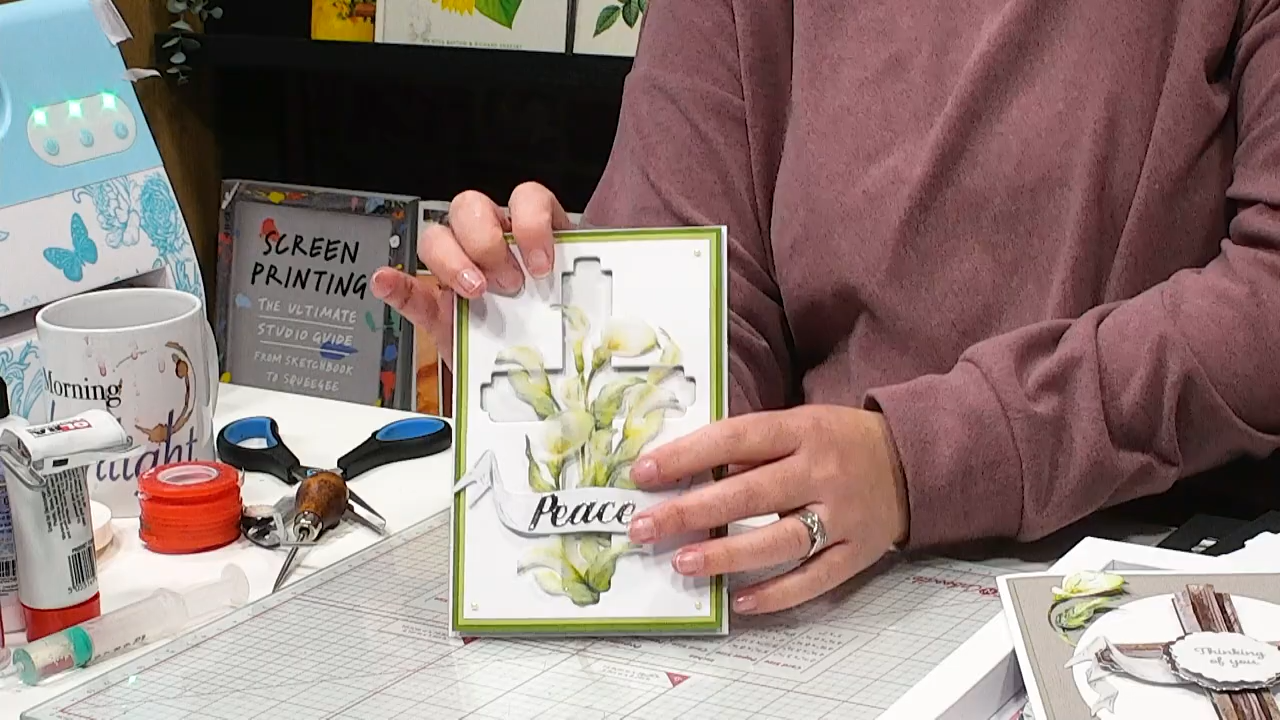 SCREEN
PRINTING
THE ULTIMATE
STUDIO GUIDE
FROM SKETCHBOOK
TO SQUEEGEE
Morning
Peace
Thinking
of you